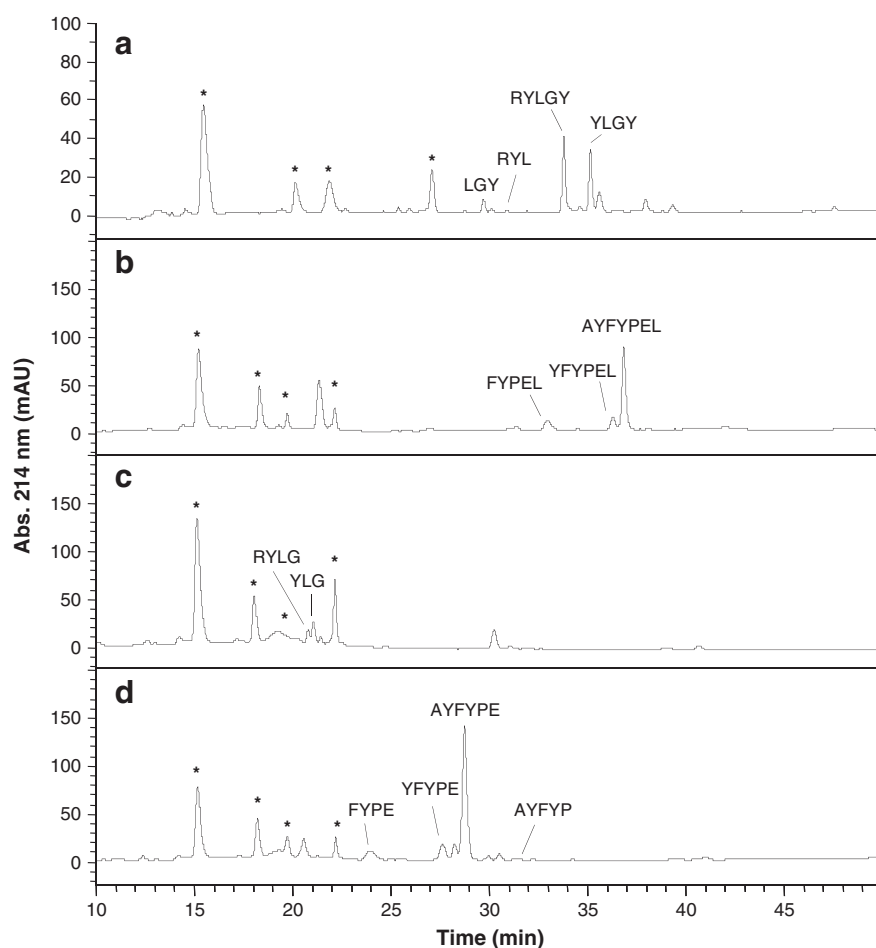 a
100
80
60
40
20
0
*
*
*
*
LGY
RYL
RYLGY
YLGY
b
150
100
50
0
*
*
*
*
FYPEL
YFYPEL
AYFYPEL
c
150
100
50
0
*
*
*
RYLG
YLG
*
d
150
100
50
0
*
*
*
*
FYPE
YFYPE
AYFYPE
AYFYP
Abs. 214 nm (mAU)
10 15 20 25 30 35 40 45
Time (min)